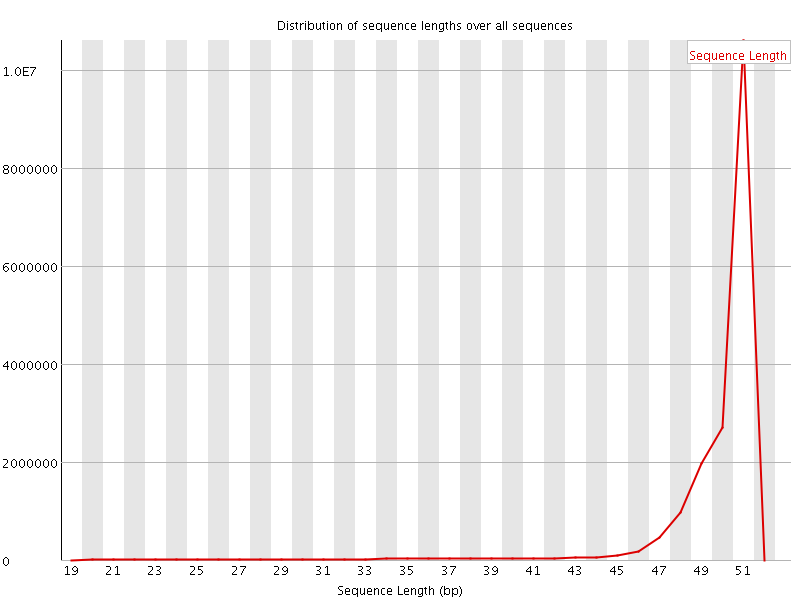 Distribution of sequence lengths over all sequences
Sequence Length
1.0E7
8000000
6000000
4000000
2000000
0
19 21 23 25 27 29 31 33 35 37 39 41 43 45 47 49 51
Sequence Length (bp)